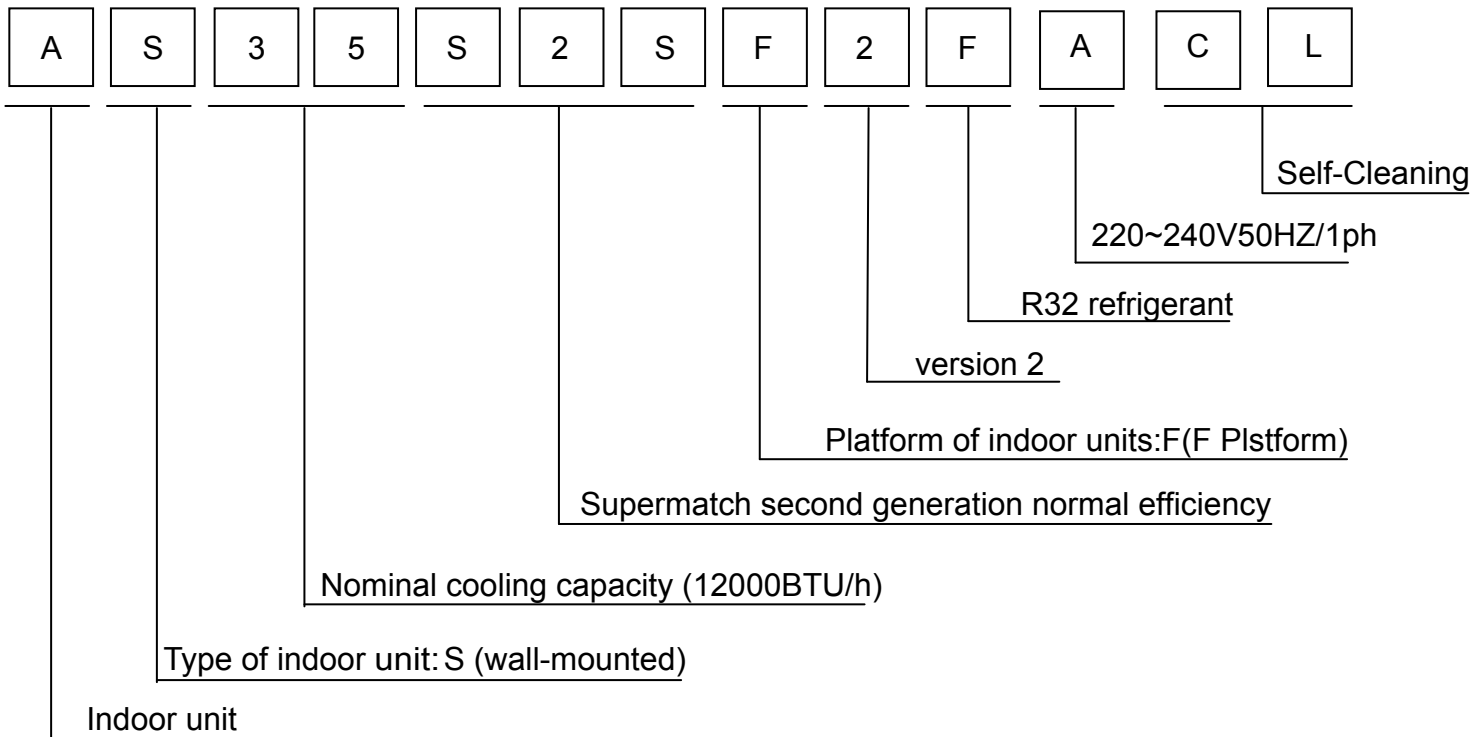 A S 3 5 S 2 S F 2 F A C L
Self-Cleaning
220~240V50HZ/1ph
R32 refrigerant
version 2
Platform of indoor units:F(F Plstform)
Supermatch second generation normal efficiency
Nominal cooling capacity (12000BTU/h)
Type of indoor unit: S (wall-mounted)
Indoor unit